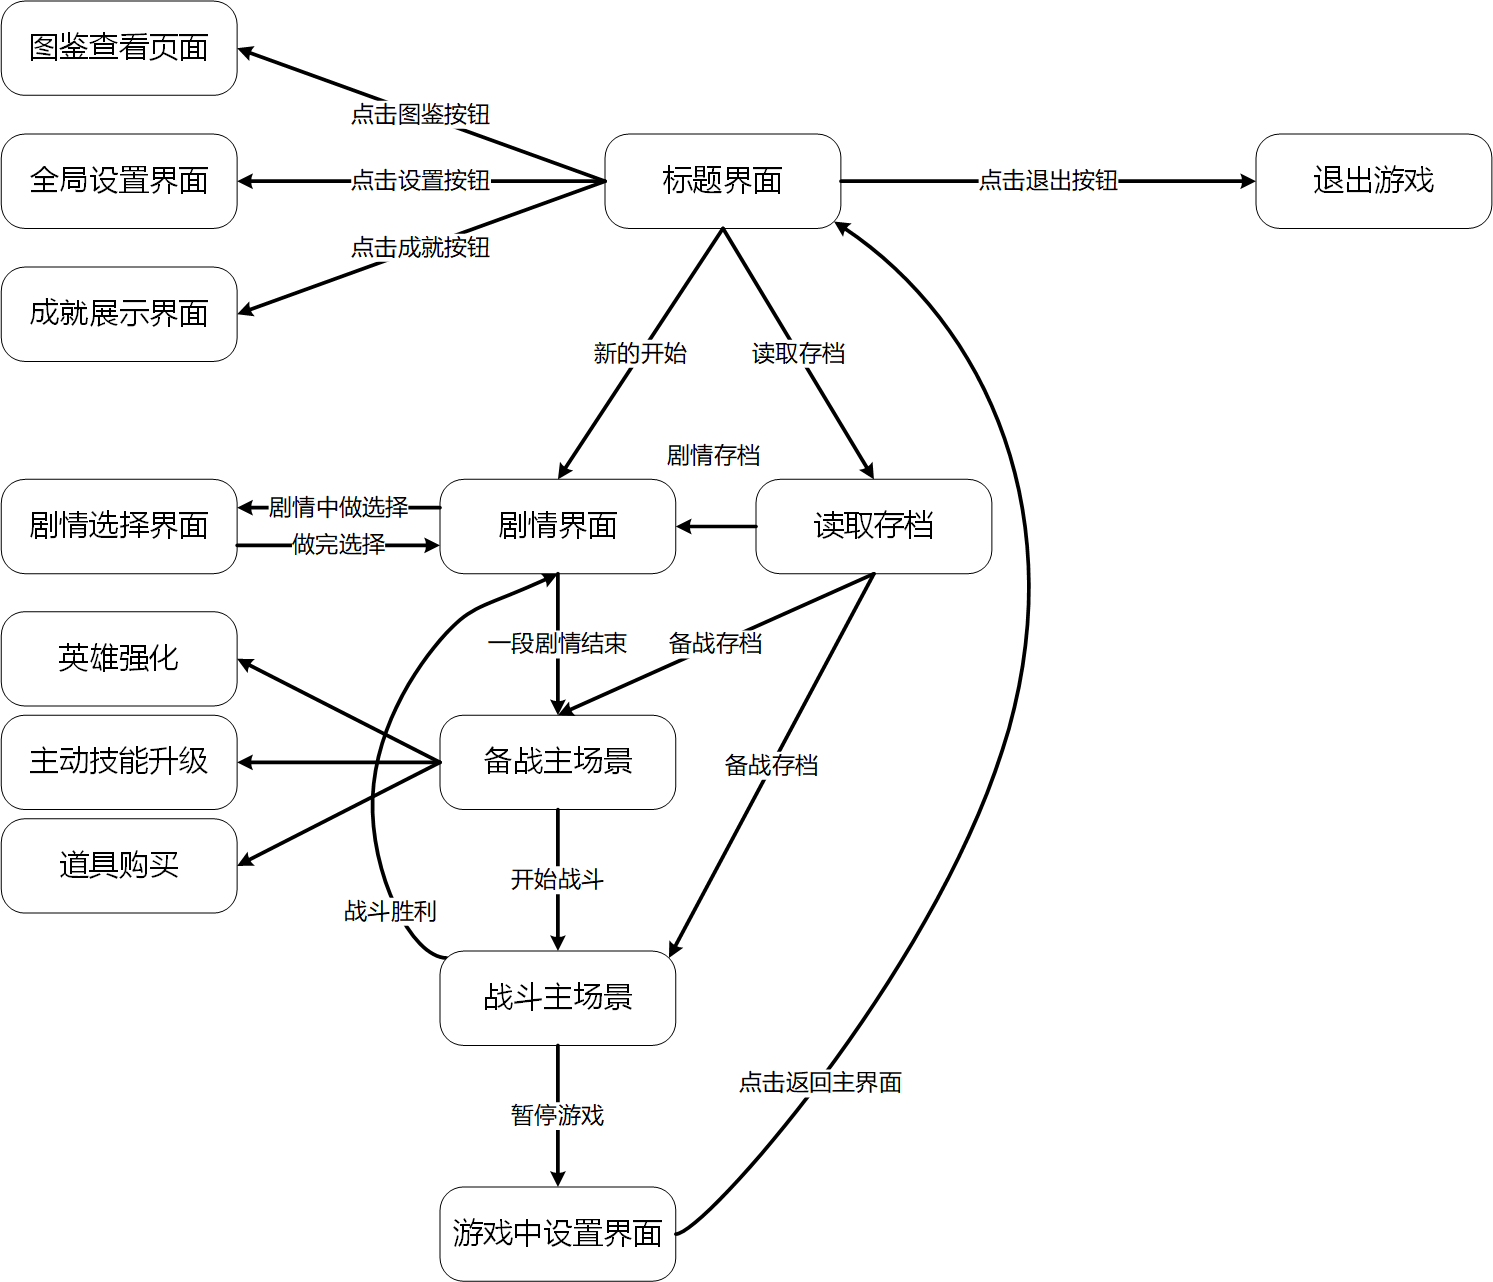 图鉴查看页面
点击图鉴按钮
全局设置界面
点击设置按钮
标题界面
点击退出按钮
退出游戏
点击成就按钮
成就展示界面
新的开始
读取存档
剧情存档
剧情选择界面
剧情中做选择
做完选择
剧情界面
读取存档
英雄强化
一段剧情结束
备战存档
主动技能升级
备战主场景
备战存档
道具购买
开始战斗
战斗胜利
战斗主场景
点击返回主界面
暂停游戏
游戏中设置界面